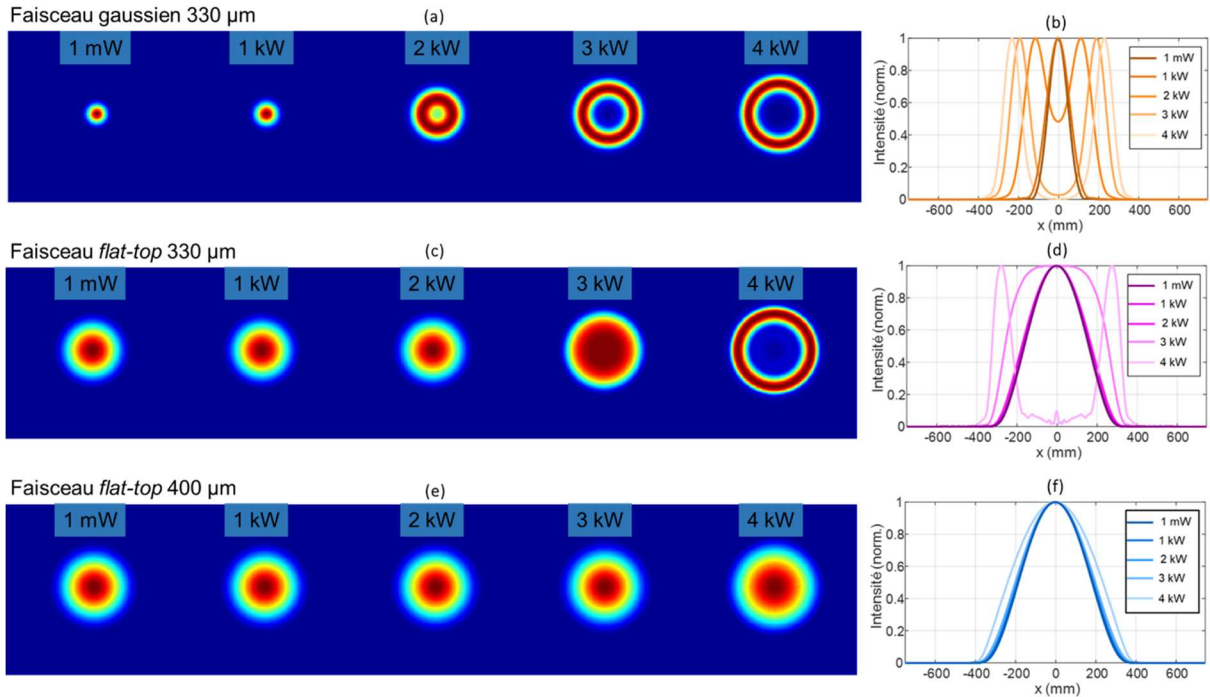 Faisceau gaussien 330 µm
(a)
1 mW 1 kW 2 kW 3 kW 4 kW
(b)
Intensité (norm.)
1
0.8
0.6
0.4
0.2
0
-600 -400 -200 0 200 400 600
x (mm)
1 mW
1 kW
2 kW
3 kW
4 kW
Faisceau flat-top 330 µm
(c)
1 mW 1 kW 2 kW 3 kW 4 kW
(d)
Intensité (norm.)
1
0.8
0.6
0.4
0.2
0
-600 -400 -200 0 200 400 600
x (mm)
1 mW
1 kW
2 kW
3 kW
4 kW
Faisceau flat-top 400 µm
(e)
1 mW 1 kW 2 kW 3 kW 4 kW
(f)
Intensité (norm.)
1
0.8
0.6
0.4
0.2
0
-600 -400 -200 0 200 400 600
x (mm)
1 mW
1 kW
2 kW
3 kW
4 kW